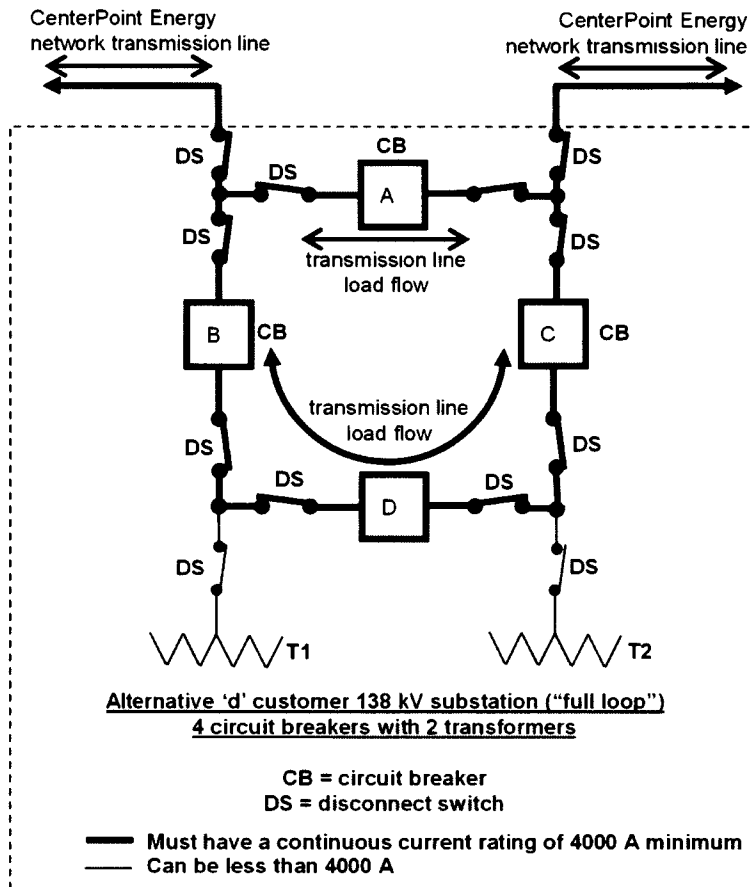 CenterPoint Energy
network transmission line
CenterPoint Energy
network transmission line
DS
DS
CB
A
DS
DS
transmission line
load flow
DS
B
CB
C
CB
transmission line
load flow
DS
DS
D
DS
DS
DS
DS
T1
T2
Alternative 'd' customer 138 kV substation ("full loop")
4 circuit breakers with 2 transformers
CB = circuit breaker
DS = disconnect switch
Must have a continuous current rating of 4000 A minimum
Can be less than 4000 A